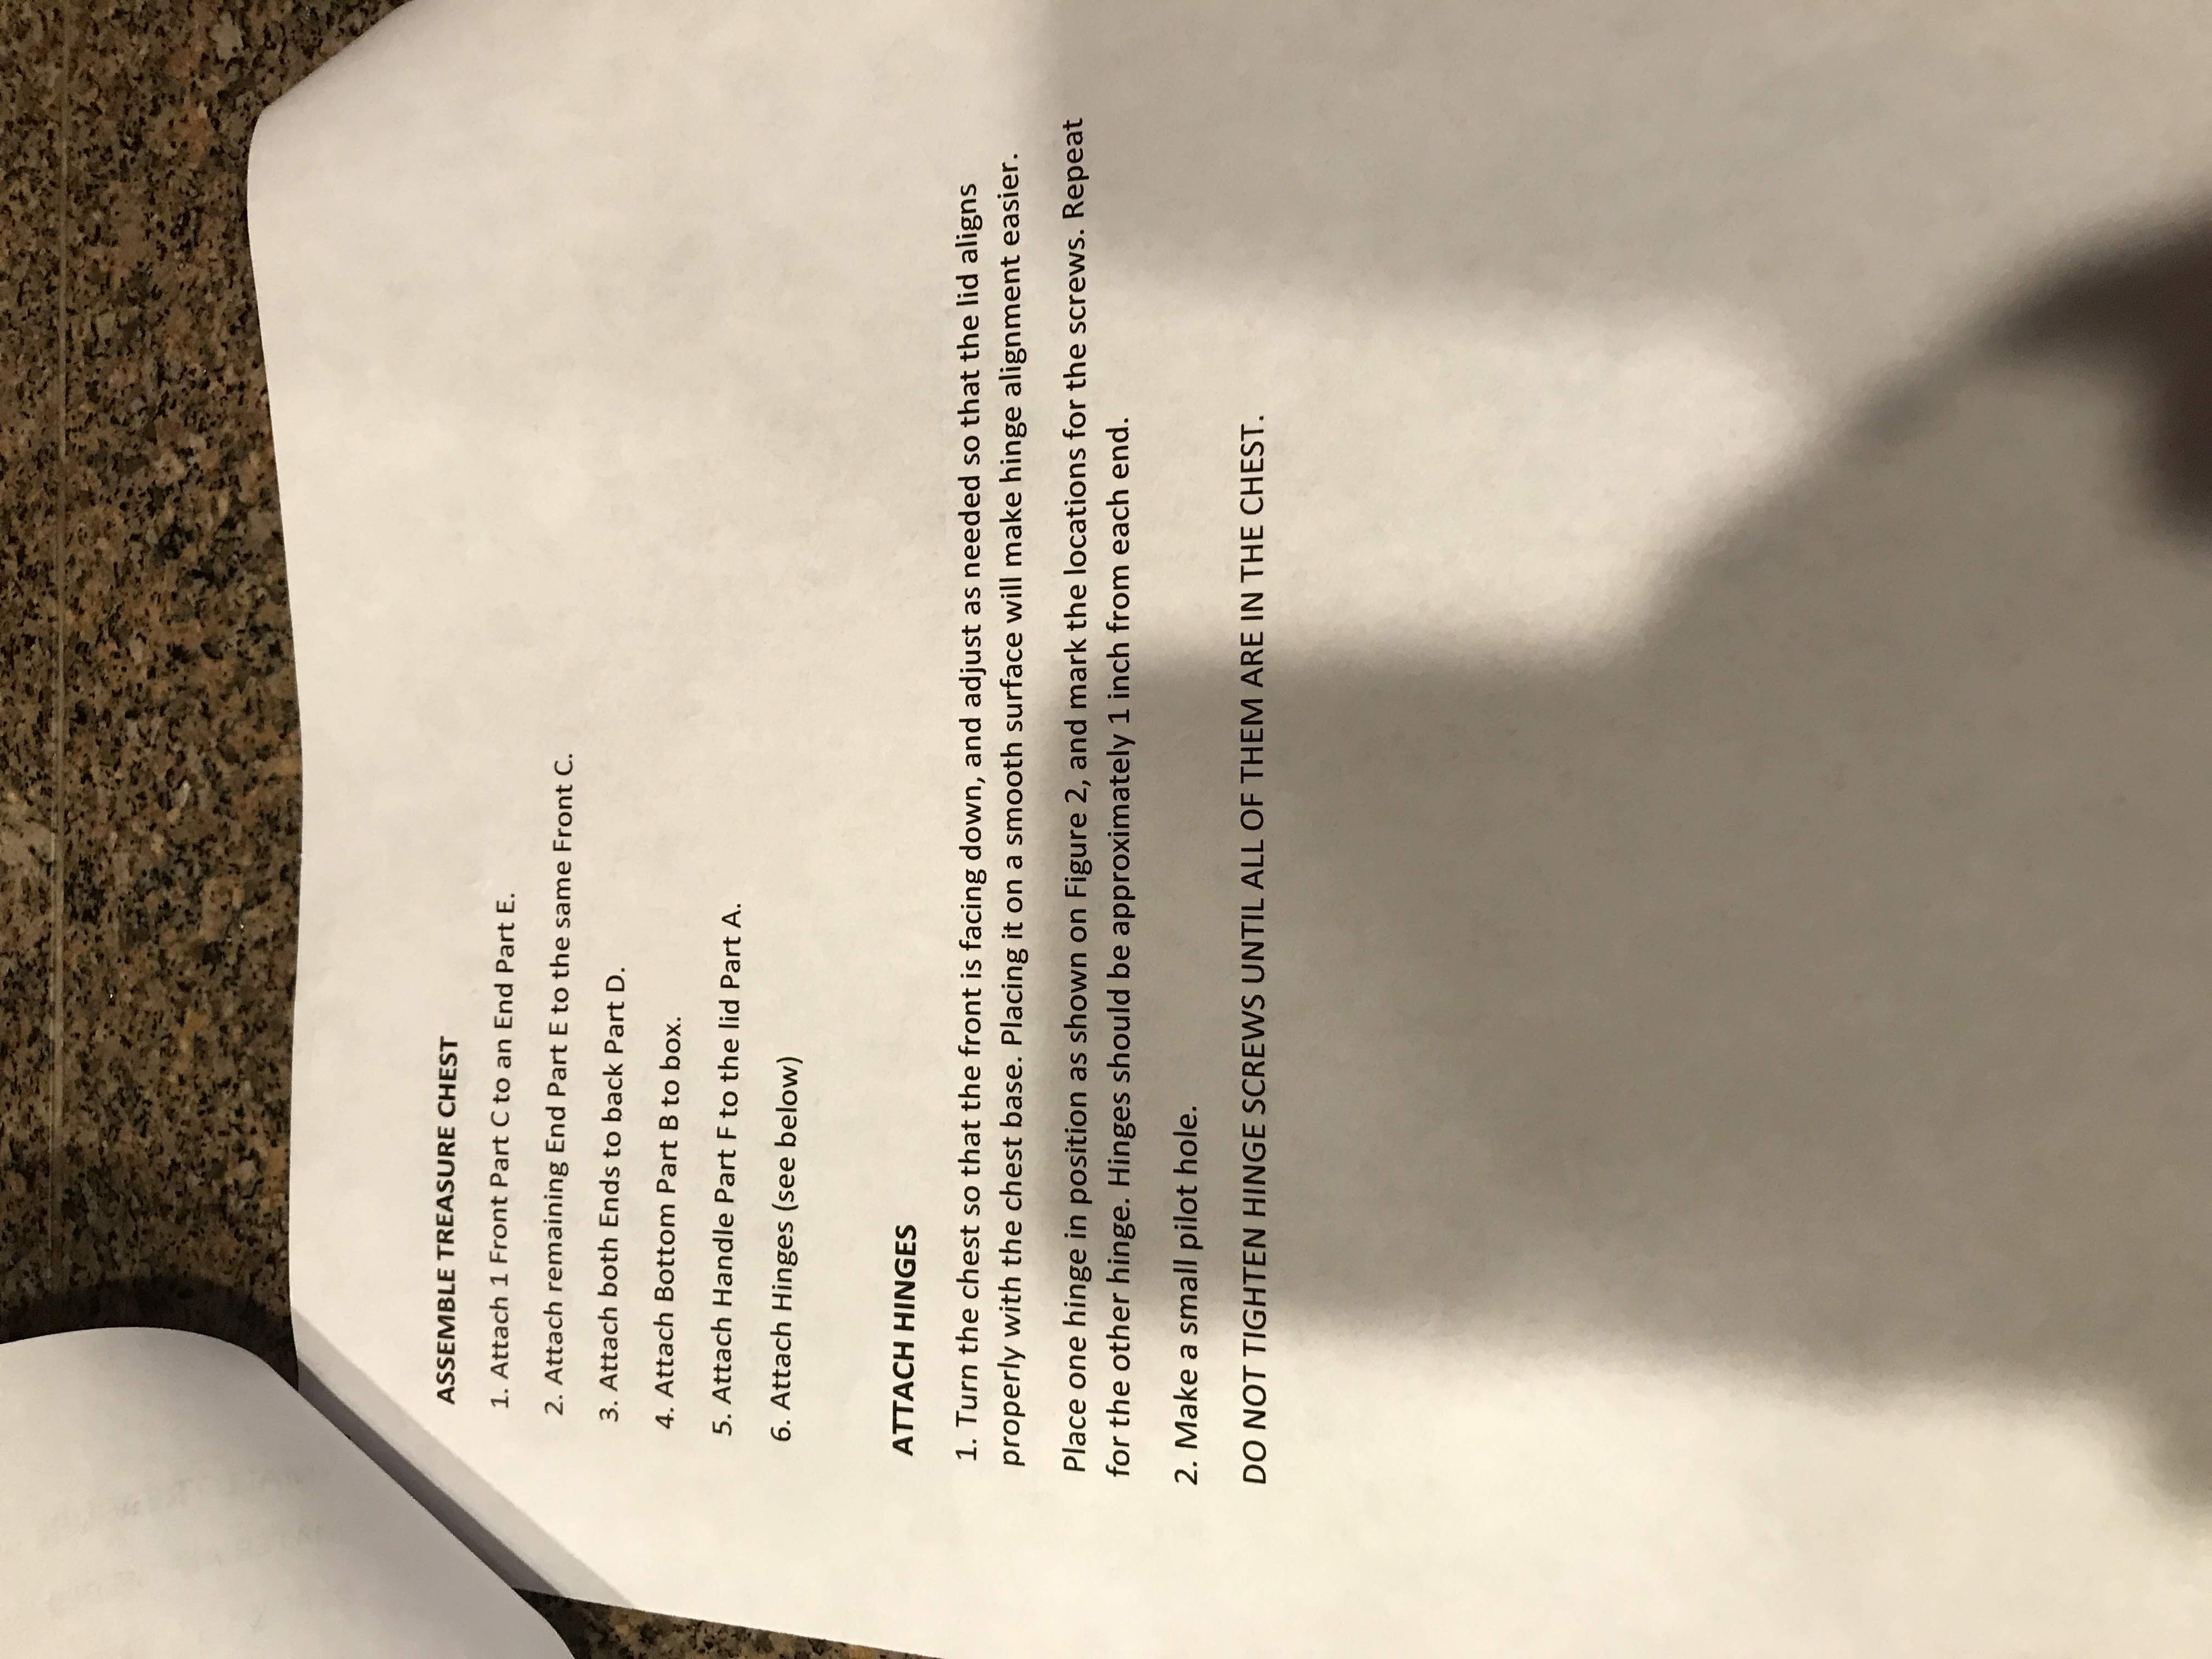 ASSEMBLE TREASURE CHEST
1. Attach 1 Front Part C to an End Part E.
2. Attach remaining End Part E to the same Front C.
3. Attach both Ends to back Part D.
4. Attach Bottom Part B to box.
5. Attach Handle Part F to the lid Part A.
6. Attach Hinges (see below)
ATTACH HINGES
1. Turn the chest so that the front is facing down, and adjust as needed so that the lid aligns
properly with the chest base. Placing it on a smooth surface will make hinge alignment easier.
Place one hinge in position as shown on Figure 2, and mark the locations for the screws. Repeat
for the other hinge. Hinges should be approximately 1 inch from each end.
2. Make a small pilot hole.
DO NOT TIGHTEN HINGE SCREWS UNTIL ALL OF THEM ARE IN THE CHEST.